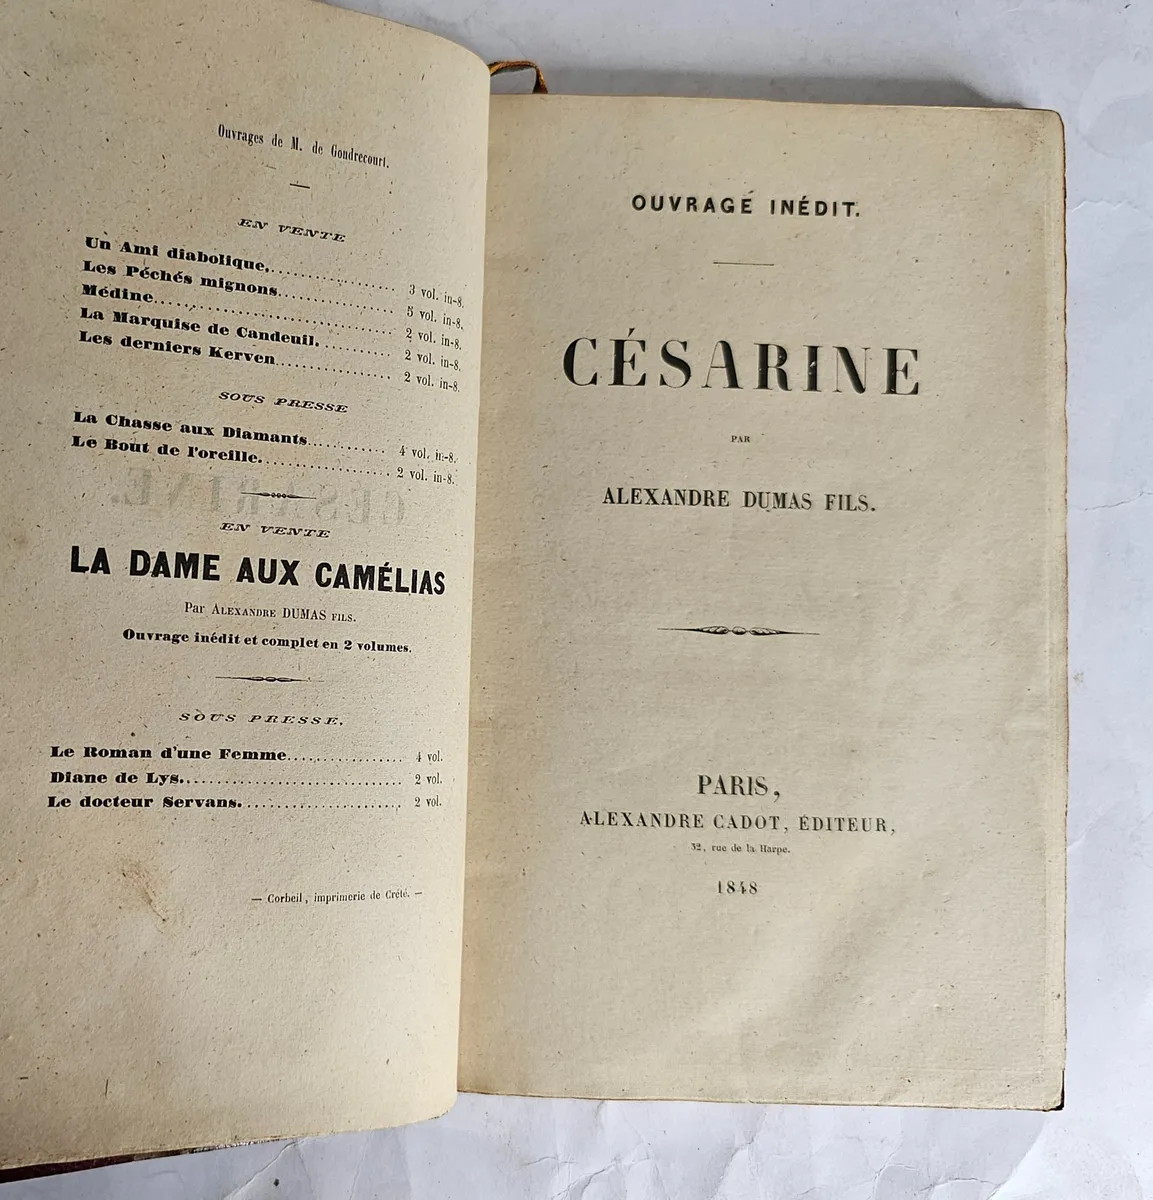 Ouvrages de M. de Gondrecourt.
EN VENTE
Un Ami diabolique. 3 vol. in-8.
Les Péchés mignons. 5 vol. in-8.
Médine. 2 vol. in-8.
La Marquise de Candeuil. 2 vol. in-8.
Les derniers Kerven. 2 vol. in-8.
SOUS PRESSE
La Chasse aux Diamants. 4 vol. in-8.
Le Bout de l'oreille. 2 vol. in-8.
EN VENTE
LA DAME AUX CAMÉLIAS
Par ALEXANDRE DUMAS FILS.
Ouvrage inédit et complet en 2 volumes.
SOUS PRESSE.
Le Roman d'une Femme. 4 vol.
Diane de Lys. 2 vol.
Le docteur Servans. 2 vol.
— Corbeil, imprimerie de Crété. —
OUVRAGE INÉDIT.
CÉSARINE
PAR
ALEXANDRE DUMAS FILS.
PARIS,
ALEXANDRE CADOT, ÉDITEUR,
32, rue de la Harpe.
1848